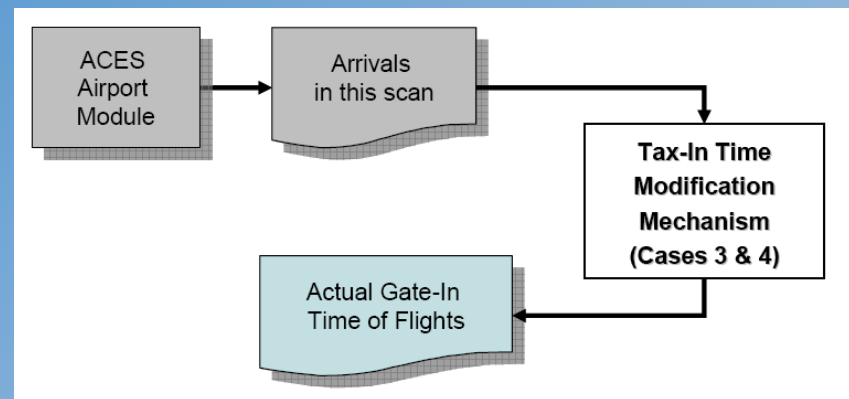 ACES
Airport
Module
Arrivals
in this scan
Tax-In Time
Modification
Mechanism
(Cases 3 & 4)
Actual Gate-In
Time of Flights